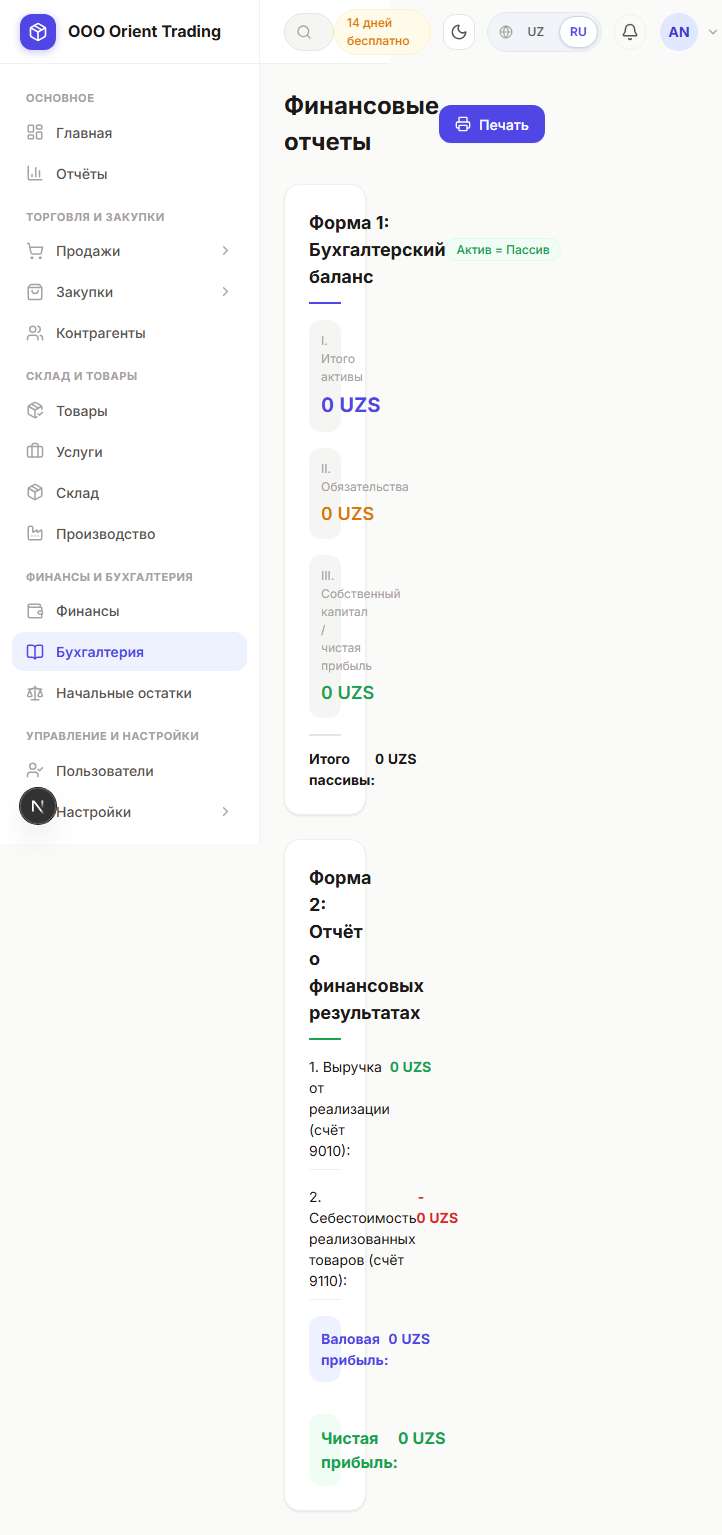 ООО Orient Trading
14 дней
бесплатно
UZ
RU
AN
ОСНОВНОЕ
Главная
Отчёты
ТОРГОВЛЯ И ЗАКУПКИ
Продажи
Закупки
Контрагенты
СКЛАД И ТОВАРЫ
Товары
Услуги
Склад
Производство
ФИНАНСЫ И БУХГАЛТЕРИЯ
Финансы
Бухгалтерия
Начальные остатки
УПРАВЛЕНИЕ И НАСТРОЙКИ
Пользователи
N
Настройки
Финансовые
отчеты
Печать
Форма 1:
Бухгалтерский
баланс
Актив = Пассив
I.
Итого
активы
0 UZS
II.
Обязательства
0 UZS
III.
Собственный
капитал
/
чистая
прибыль
0 UZS
Итого
пассивы:
0 UZS
Форма
2:
Отчёт
о
финансовых
результатах
1. Выручка
от
реализации
(счёт
9010):
0 UZS
2.
Себестоимость
реализованных
товаров (счёт
9110):
-
0 UZS
Валовая
прибыль:
0 UZS
Чистая
прибыль:
0 UZS